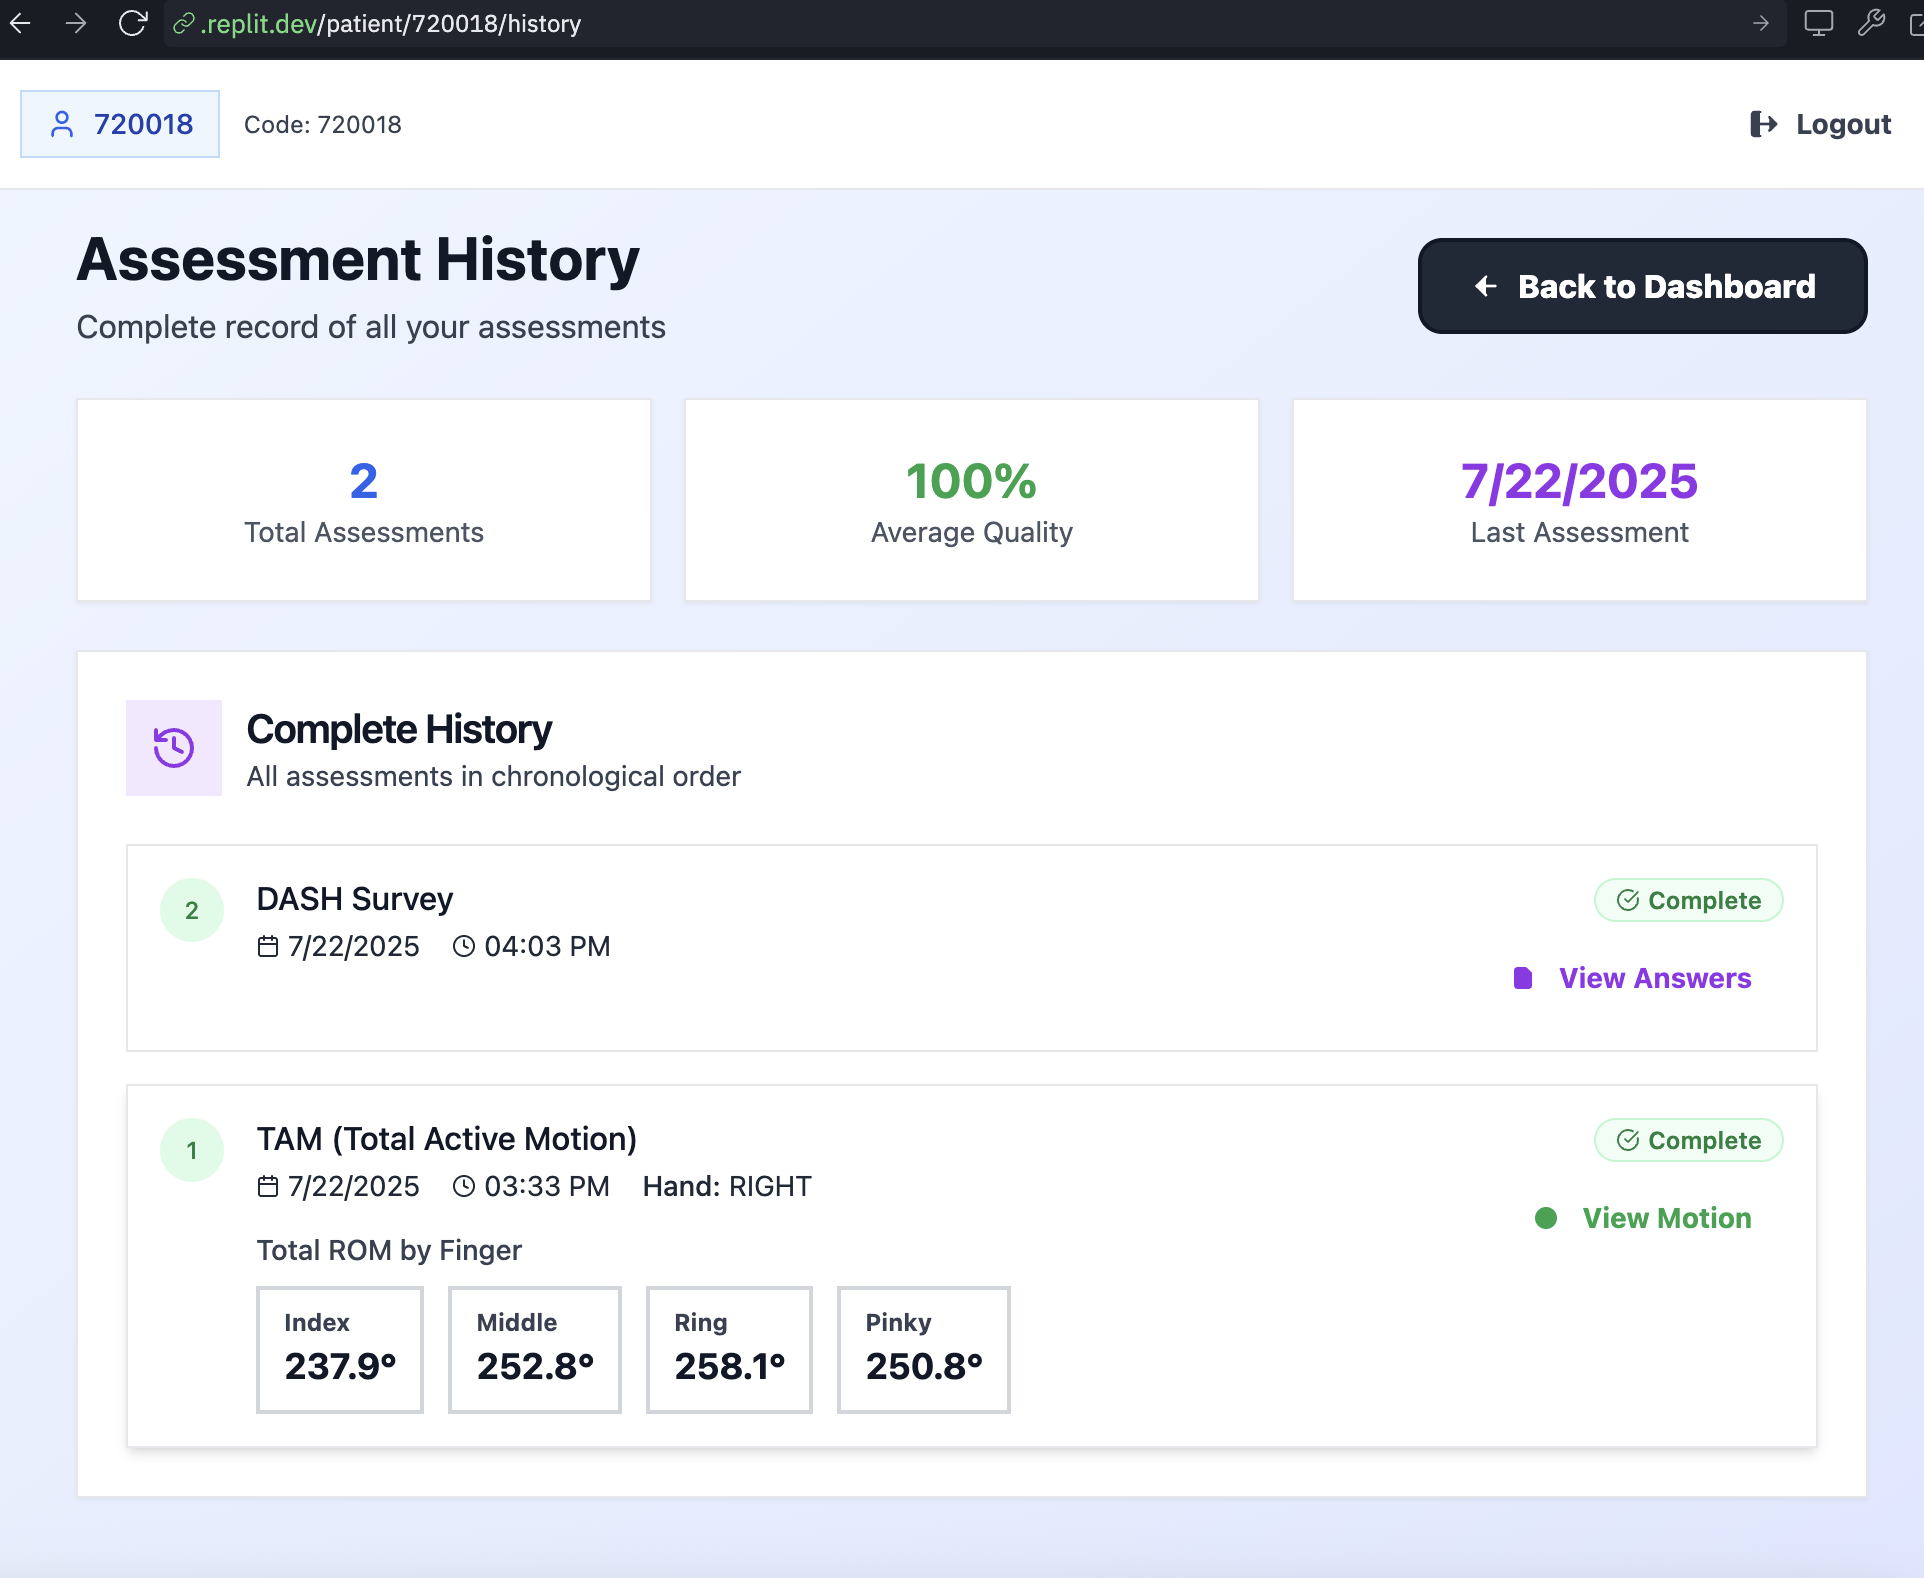 .replit.dev/patient/720018/history
720018
Code: 720018
Logout
Assessment History
Complete record of all your assessments
Back to Dashboard
2
Total Assessments
100%
Average Quality
7/22/2025
Last Assessment
Complete History
All assessments in chronological order
2
DASH Survey
7/22/2025 04:03 PM
Complete
View Answers
1
TAM (Total Active Motion)
7/22/2025 03:33 PM Hand: RIGHT
Complete
View Motion
Total ROM by Finger
Index
237.9°
Middle
252.8°
Ring
258.1°
Pinky
250.8°